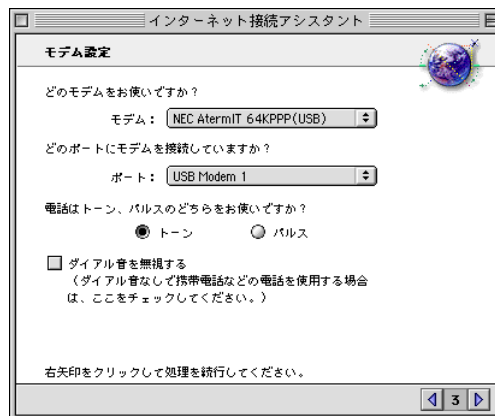 インターネット接続アシスタント
モデム設定
どのモデムをお使いですか？
モデム： NEC AtermIT 64KPPP(USB)
どのポートにモデムを接続していますか？
ポート： USB Modem 1
電話はトーン、パルスのどちらをお使いですか？
トーン パルス
ダイアル音を無視する
（ダイアル音なしで携帯電話などの電話を使用する場合
は、ここをチェックしてください。）
右矢印をクリックして処理を続行してください。
3